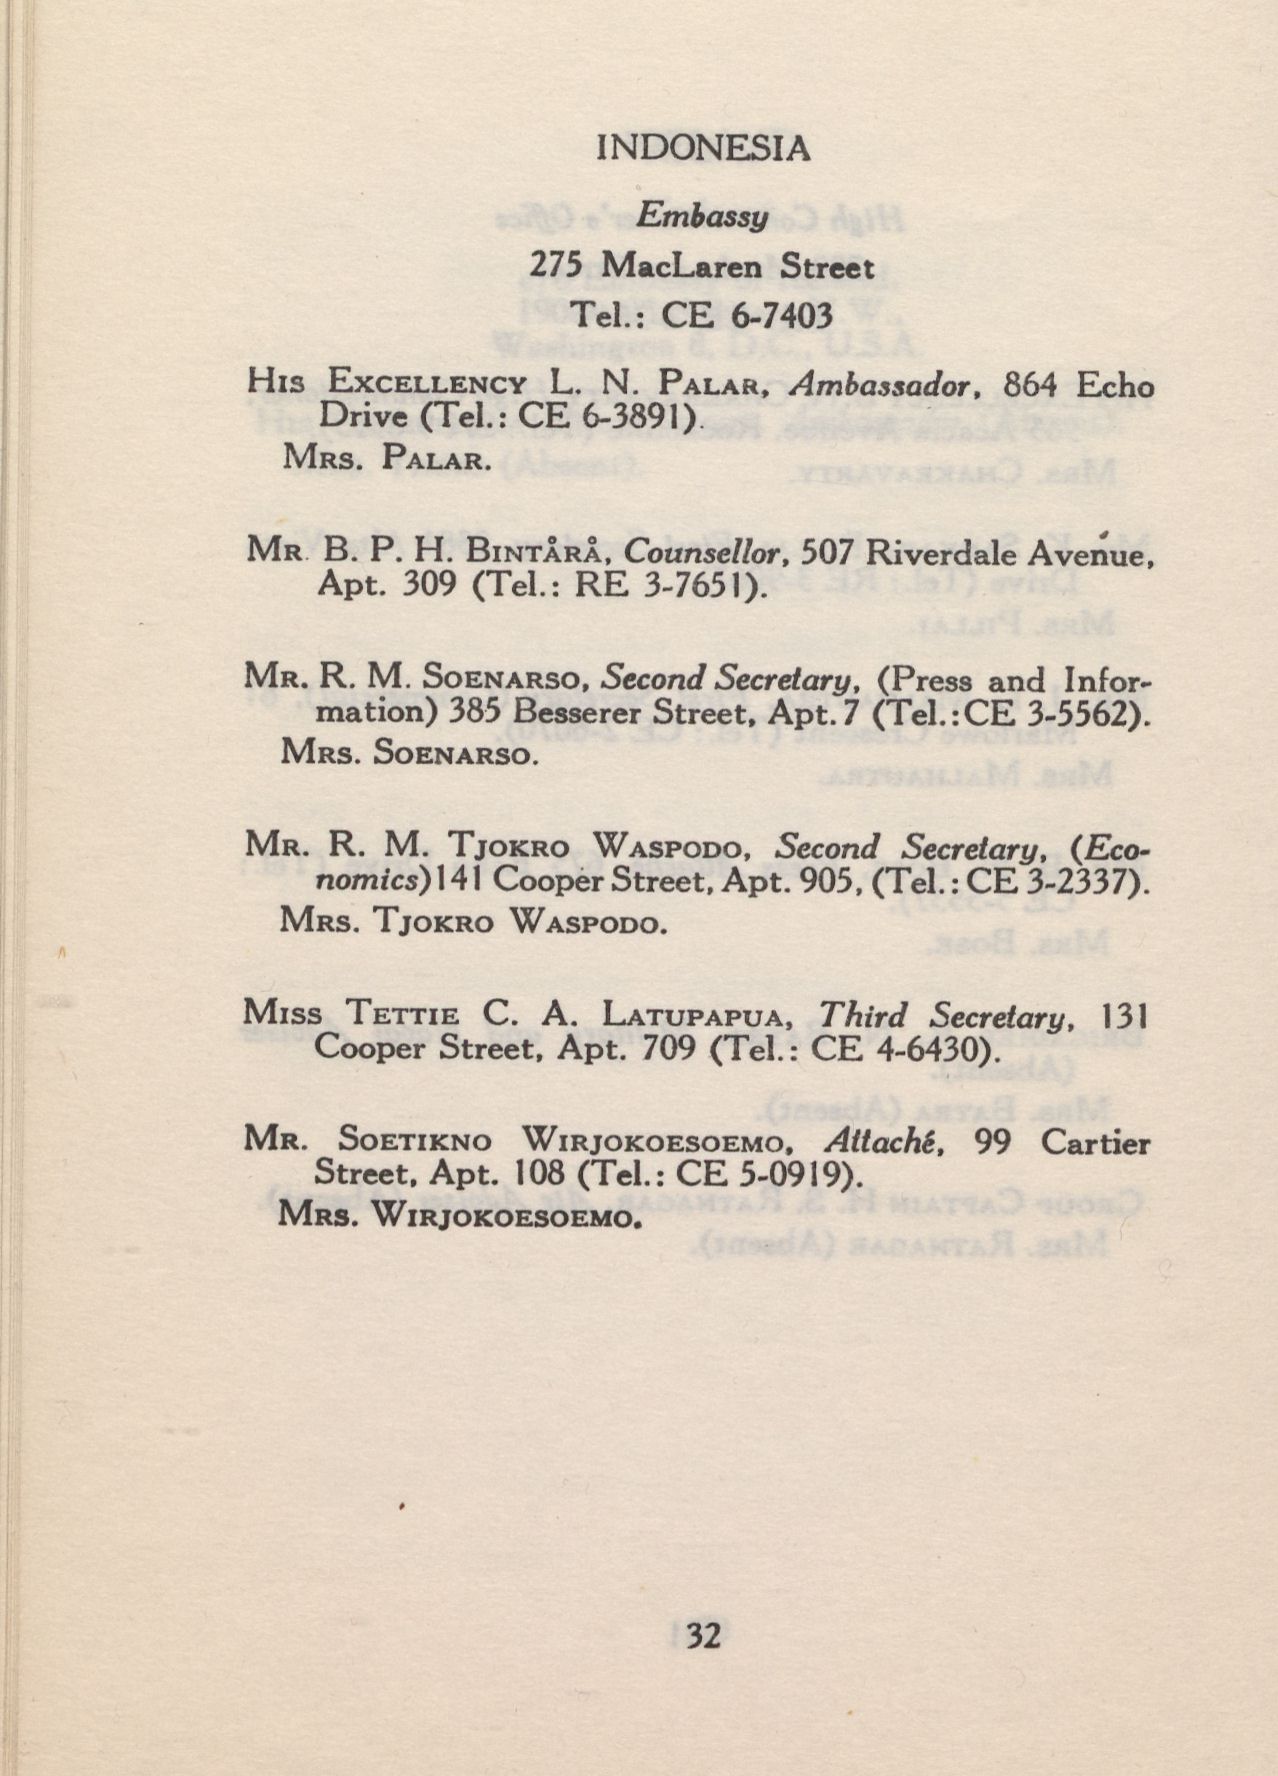 INDONESIA
Embassy
275 MacLaren Street
Tel.: CE 6-7403
His Excellency L. N. Palar, Ambassador, 864 Echo
Drive (Tel.: CE 6-3891).
Mrs. Palar.
Mr. B. P. H. Bintårå, Counsellor, 507 Riverdale Avenue,
Apt. 309 (Tel.: RE 3-7651).
Mr. R. M. Soenarso, Second Secretary, (Press and Infor-
mation) 385 Besserer Street, Apt. 7 (Tel.: CE 3-5562).
Mrs. Soenarso.
Mr. R. M. Tjokro Waspodo, Second Secretary, (Eco-
nomics) 141 Cooper Street, Apt. 905, (Tel.: CE 3-2337).
Mrs. Tjokro Waspodo.
Miss Tettie C. A. Latupapua, Third Secretary, 131
Cooper Street, Apt. 709 (Tel.: CE 4-6430).
Mr. Soetikno Wirjokoesoemo, Attaché, 99 Cartier
Street, Apt. 108 (Tel.: CE 5-0919).
Mrs. Wirjokoesoemo.
32